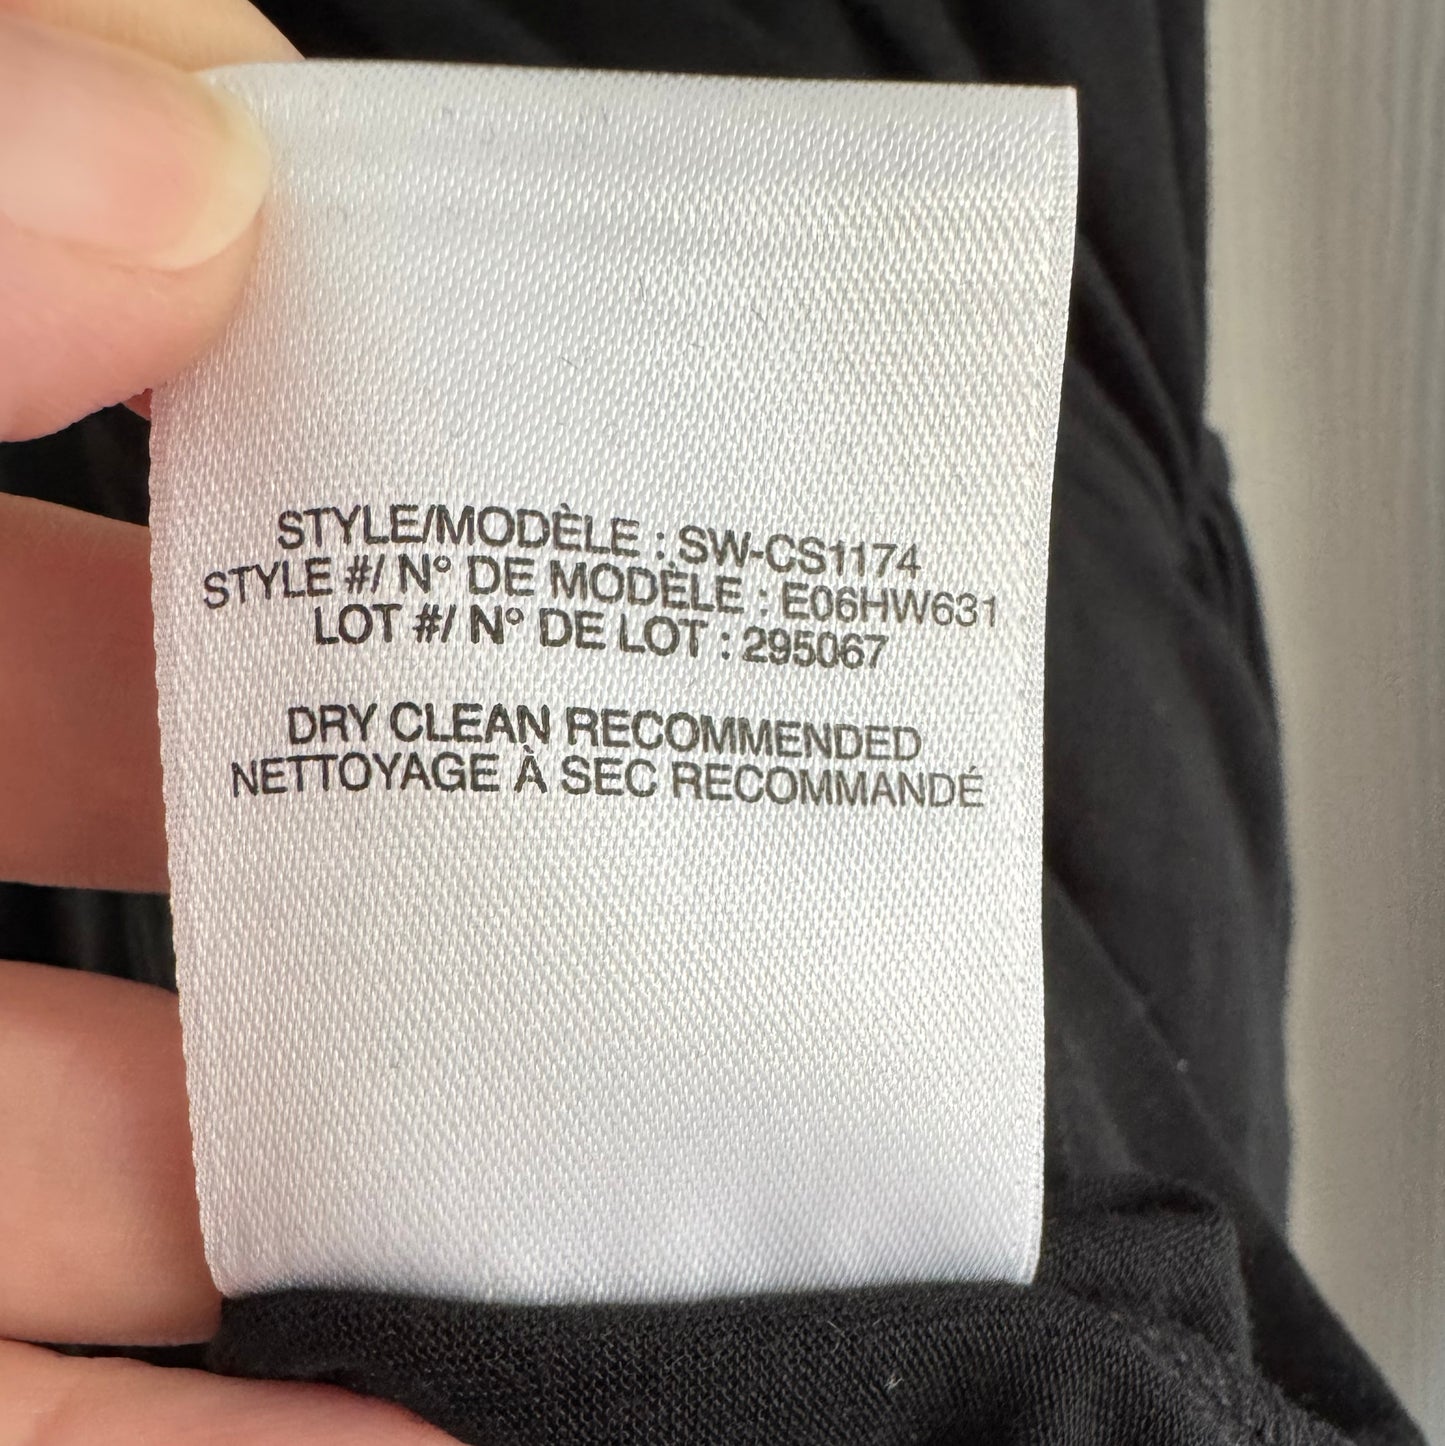 STYLE/MODÈLE : SW-CS1174
STYLE #/ N° DE MODÈLE : E06HW631
LOT #/ N° DE LOT : 295067
DRY CLEAN RECOMMENDED
NETTOYAGE À SEC RECOMMANDÉ